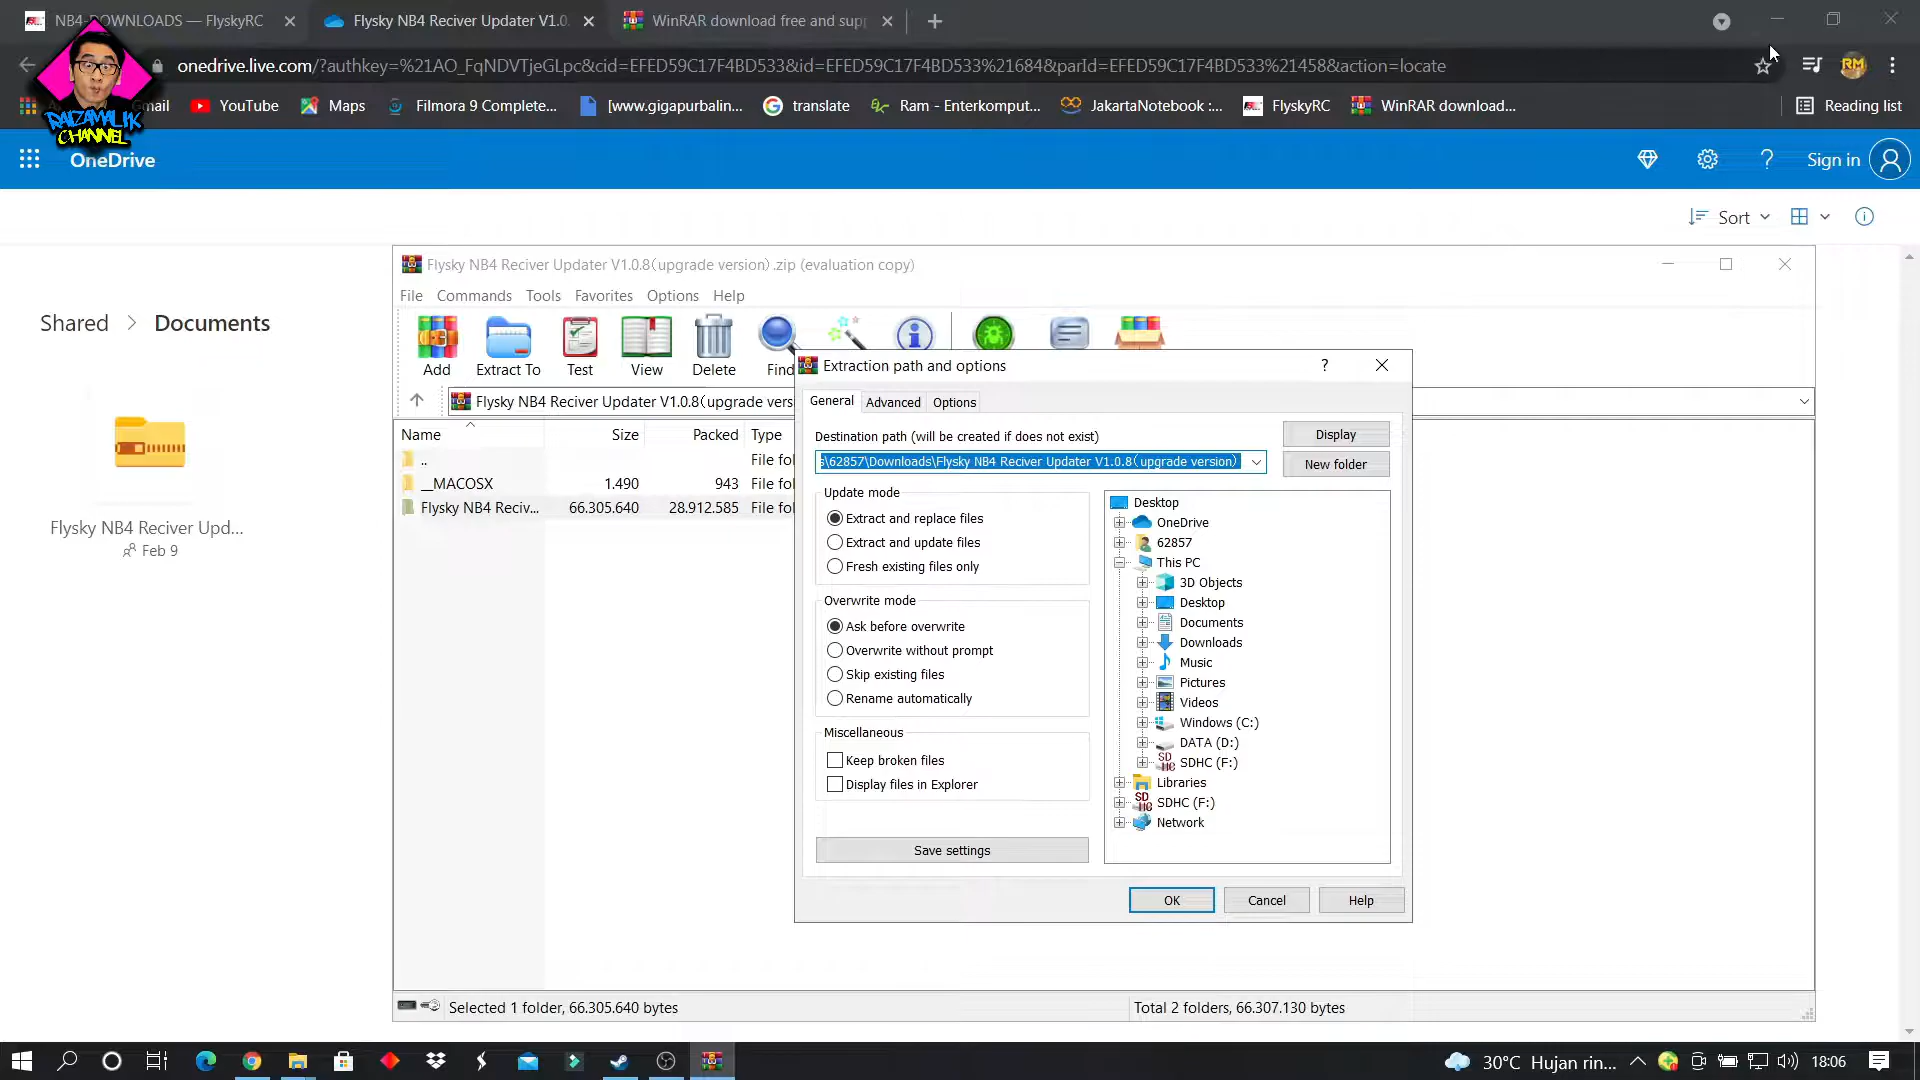 NB4-DOWNLOADS — FlyskyRC
Flysky NB4 Reciver Updater V1.0.
WinRAR download free and supp
onedrive.live.com/?authkey=%21AO_FqNDVTjeGLpc&cid=EFED59C17F4BD533&id=EFED59C17F4BD533%21684&parId=EFED59C17F4BD533%21458&action=locate
RM
Gmail
YouTube
Maps
Filmora 9 Complete...
[www.gigapurbalin...
translate
Ram - Enterkomput...
JakartaNotebook :...
FlyskyRC
WinRAR download...
Reading list
RAIZAMALIK
CHANNEL
OneDrive
Sign in
Sort
Shared > Documents
Flysky NB4 Reciver Upd...
Feb 9
Flysky NB4 Reciver Updater V1.0.8（upgrade version）.zip (evaluation copy)
File Commands Tools Favorites Options Help
Add Extract To Test View Delete Find
Flysky NB4 Reciver Updater V1.0.8（upgrade vers
Name Size Packed Type
.. File fol
__MACOSX 1.490 943 File fol
Flysky NB4 Reciv... 66.305.640 28.912.585 File fol
Extraction path and options
General Advanced Options
Destination path (will be created if does not exist)
Display
s\62857\Downloads\Flysky NB4 Reciver Updater V1.0.8（upgrade version）
New folder
Update mode
Extract and replace files
Extract and update files
Fresh existing files only
Overwrite mode
Ask before overwrite
Overwrite without prompt
Skip existing files
Rename automatically
Miscellaneous
Keep broken files
Display files in Explorer
Save settings
Desktop
OneDrive
62857
This PC
3D Objects
Desktop
Documents
Downloads
Music
Pictures
Videos
Windows (C:)
DATA (D:)
SDHC (F:)
Libraries
SDHC (F:)
Network
OK Cancel Help
Selected 1 folder, 66.305.640 bytes
Total 2 folders, 66.307.130 bytes
30°C Hujan rin...
18:06